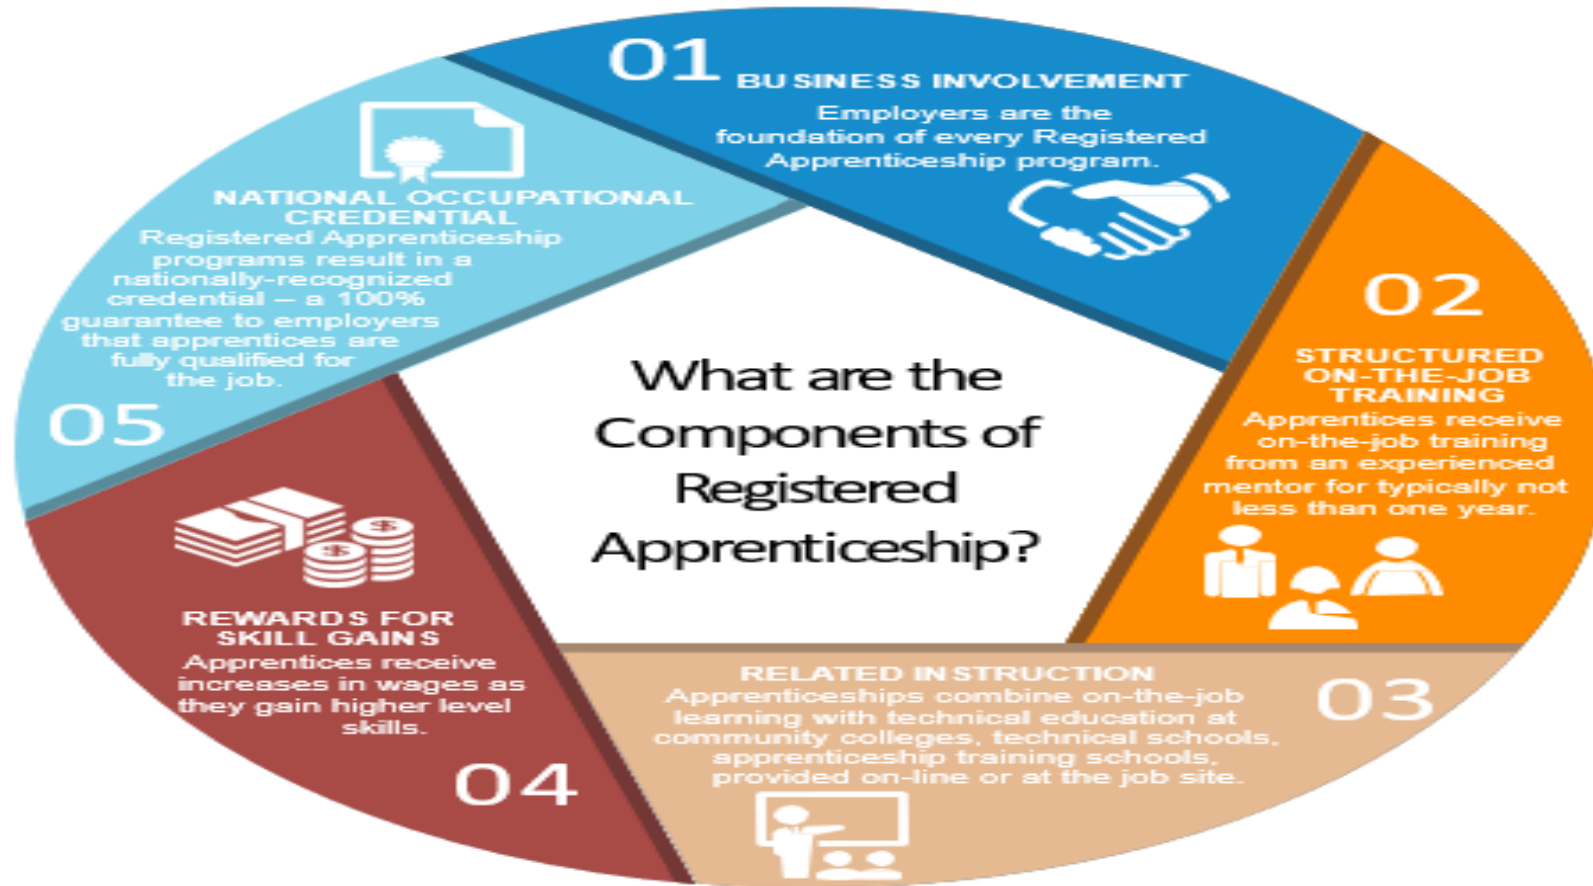 01
BUSINESS INVOLVEMENT
Employers are the
foundation of every Registered
Apprenticeship program.
02
STRUCTURED
ON-THE-JOB
TRAINING
Apprentices receive
on-the-job training
from an experienced
mentor for typically not
less than one year.
RELATED INSTRUCTION
Apprenticeships combine on-the-job
learning with technical education at
community colleges, technical schools,
apprenticeship training schools,
provided on-line or at the job site.
03
REWARDS FOR
SKILL GAINS
Apprentices receive
increases in wages as
they gain higher level
skills.
04
NATIONAL OCCUPATIONAL
CREDENTIAL
Registered Apprenticeship
programs result in a
nationally-recognized
credential – a 100%
guarantee to employers
that apprentices are
fully qualified for
the job.
05
What are the
Components of
Registered
Apprenticeship?